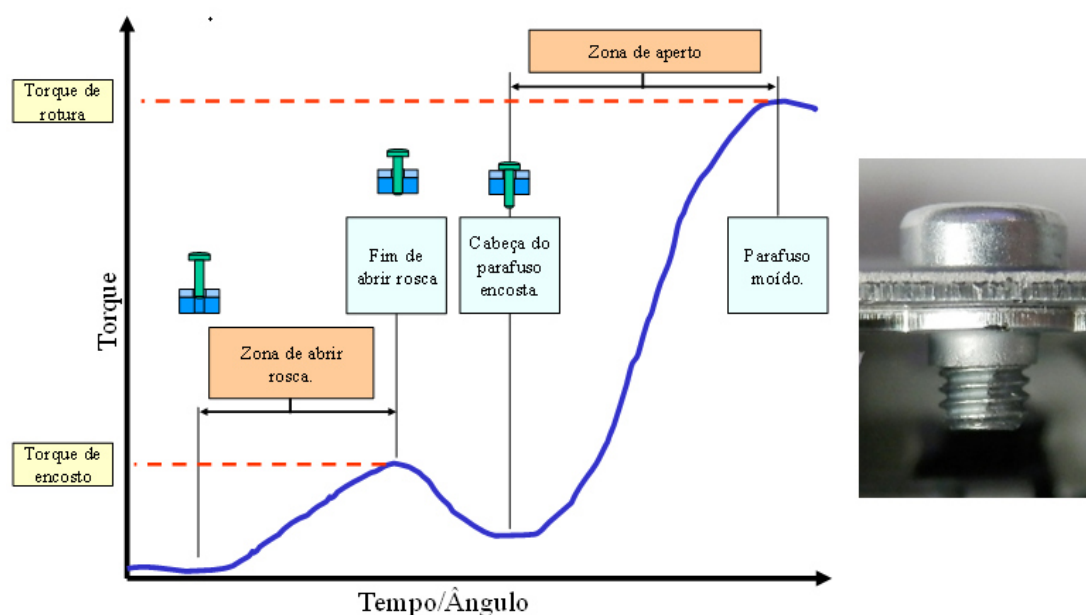 Zona de aperto
Torque de
rotura
Fim de
abrir rosca
Cabeça do
parafuso
encosta
Parafuso
moído.
Torque
Zona de abrir
rosca.
Torque de
encosto
Tempo/Ângulo